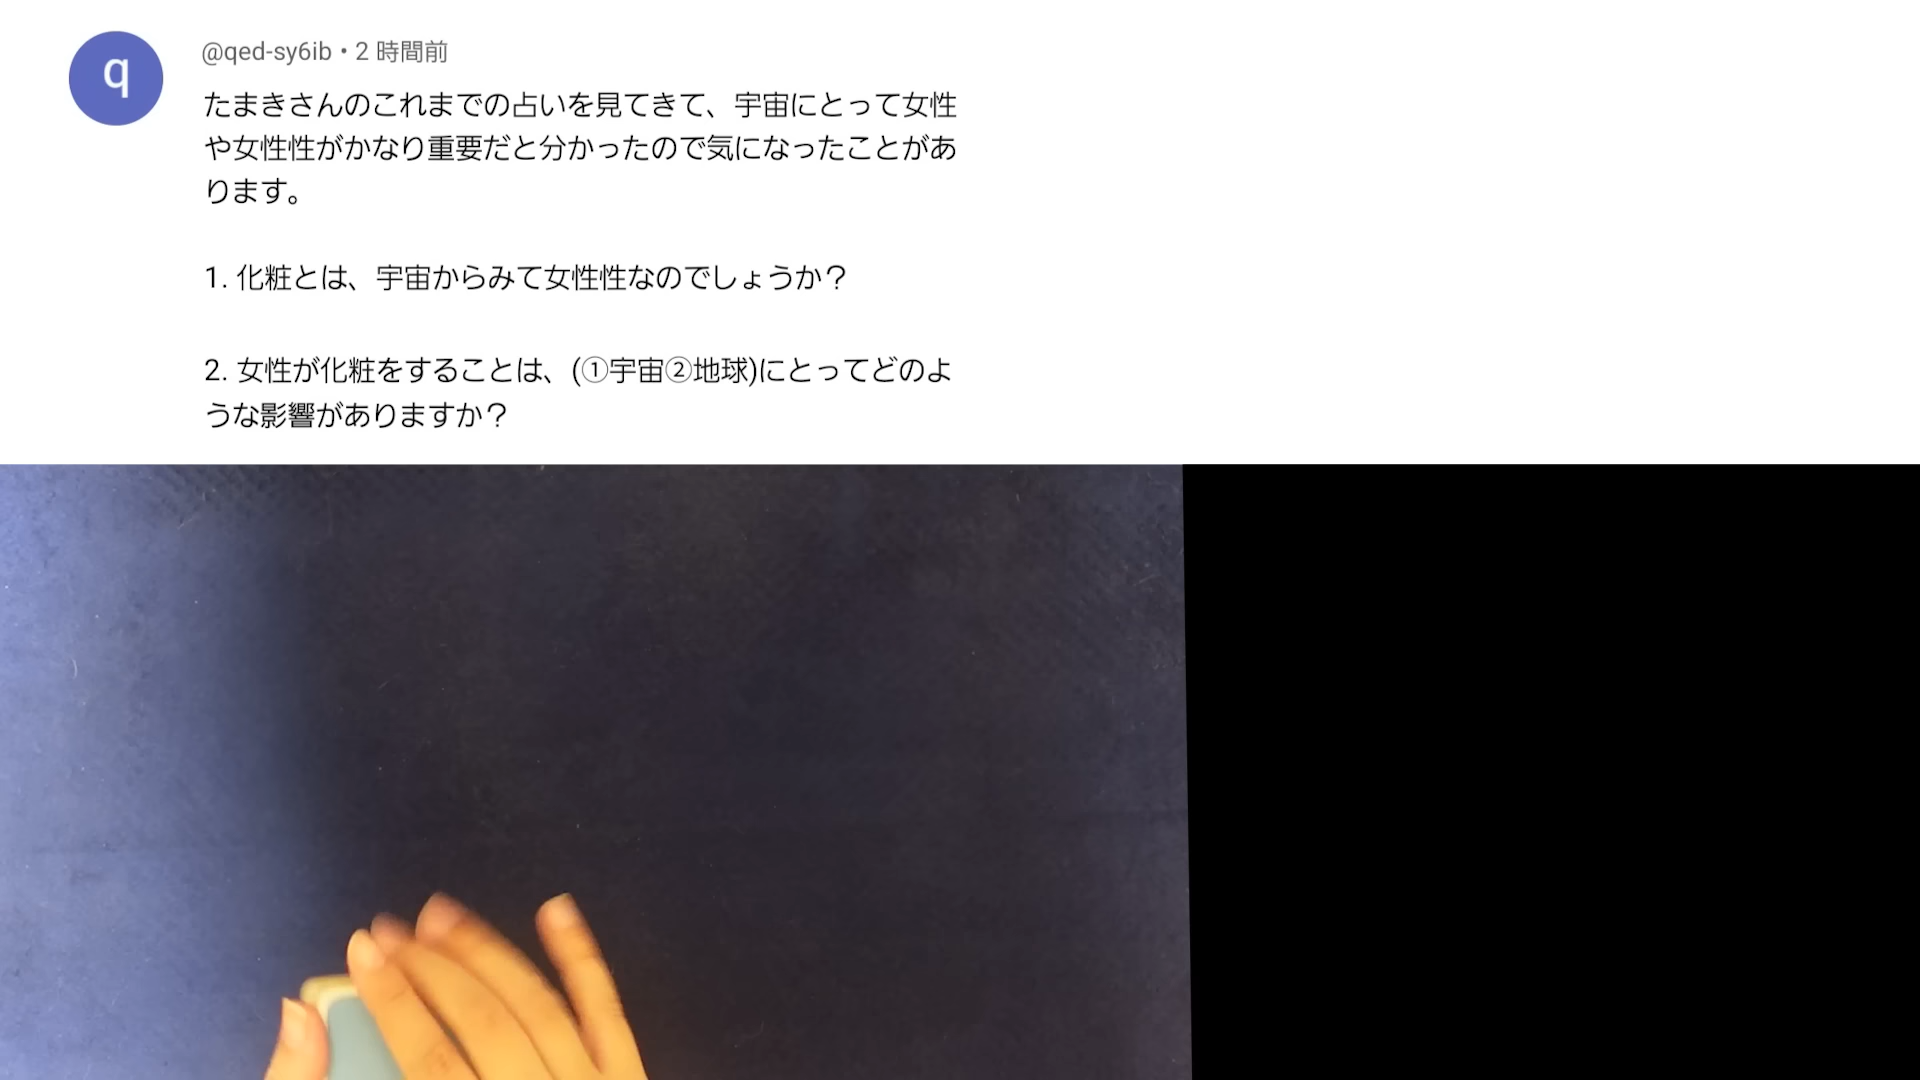 q
@qed-sy6ib • 2 時間前
たまきさんのこれまでの占いを見てきて、宇宙にとって女性
や女性性がかなり重要だと分かったので気になったことがあ
ります。
1. 化粧とは、宇宙からみて女性性なのでしょうか？
2. 女性が化粧をすることは、(①宇宙②地球)にとってどのよ
うな影響がありますか？